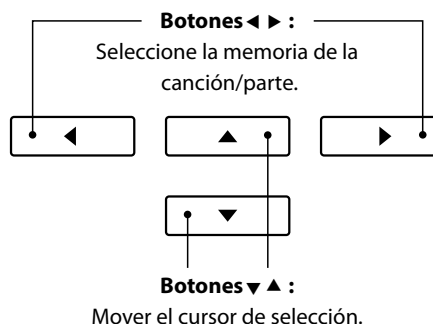 Botones ◀ ▶ :
Seleccione la memoria de la
canción/parte.
Botones ▼ ▲ :
Mover el cursor de selección.